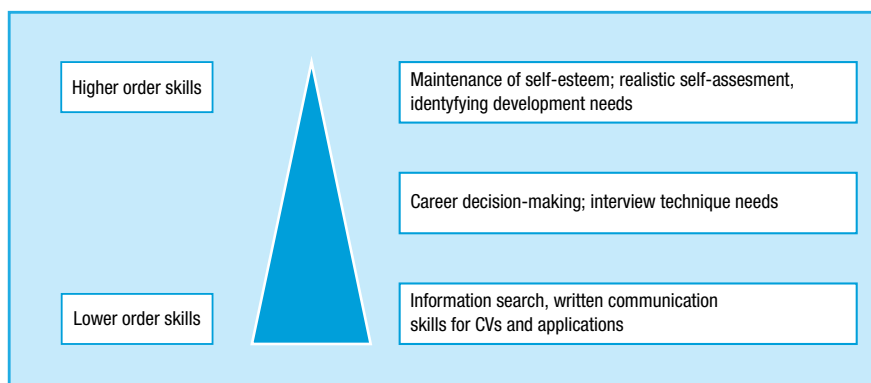 Higher order skills
Maintenance of self-esteem; realistic self-assesment,
identyfying development needs
Career decision-making; interview technique needs
Lower order skills
Information search, written communication
skills for CVs and applications